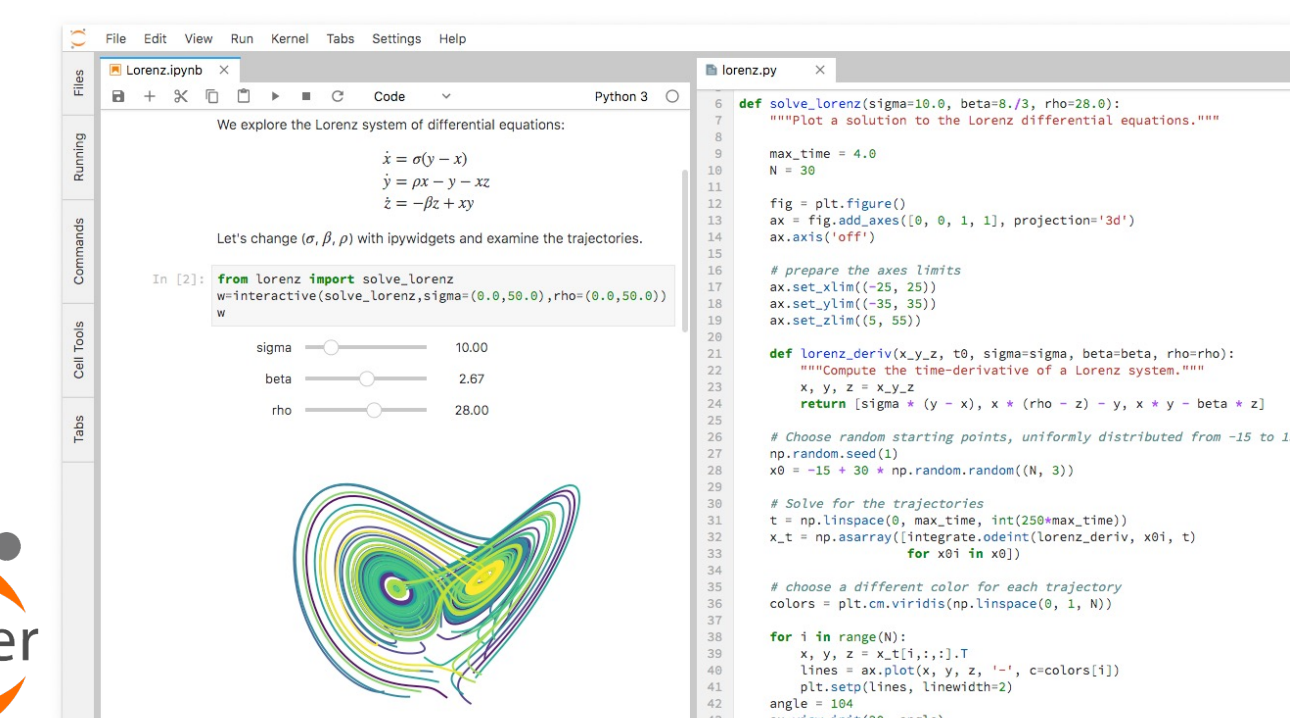 File Edit View Run Kernel Tabs Settings Help
Files
Running
Commands
Cell Tools
Tabs
Lorenz.ipynb ×
Code
Python 3
We explore the Lorenz system of differential equations:
ẋ = σ(y − x)
ẏ = ρx − y − xz
ż = −βz + xy
Let's change (σ, β, ρ) with ipywidgets and examine the trajectories.
In [2]: from lorenz import solve_lorenz
w=interactive(solve_lorenz,sigma=(0.0,50.0),rho=(0.0,50.0))
w
sigma 10.00
beta 2.67
rho 28.00
er
lorenz.py ×
6 def solve_lorenz(sigma=10.0, beta=8./3, rho=28.0):
7 """Plot a solution to the Lorenz differential equations."""
8
9 max_time = 4.0
10 N = 30
11
12 fig = plt.figure()
13 ax = fig.add_axes([0, 0, 1, 1], projection='3d')
14 ax.axis('off')
15
16 # prepare the axes limits
17 ax.set_xlim((-25, 25))
18 ax.set_ylim((-35, 35))
19 ax.set_zlim((5, 55))
20
21 def lorenz_deriv(x_y_z, t0, sigma=sigma, beta=beta, rho=rho):
22 """Compute the time-derivative of a Lorenz system."""
23 x, y, z = x_y_z
24 return [sigma * (y - x), x * (rho - z) - y, x * y - beta * z]
25
26 # Choose random starting points, uniformly distributed from -15 to 1
27 np.random.seed(1)
28 x0 = -15 + 30 * np.random.random((N, 3))
29
30 # Solve for the trajectories
31 t = np.linspace(0, max_time, int(250*max_time))
32 x_t = np.asarray([integrate.odeint(lorenz_deriv, x0i, t)
33 for x0i in x0])
34
35 # choose a different color for each trajectory
36 colors = plt.cm.viridis(np.linspace(0, 1, N))
37
38 for i in range(N):
39 x, y, z = x_t[i,:,:].T
40 lines = ax.plot(x, y, z, '-', c=colors[i])
41 plt.setp(lines, linewidth=2)
42 angle = 104